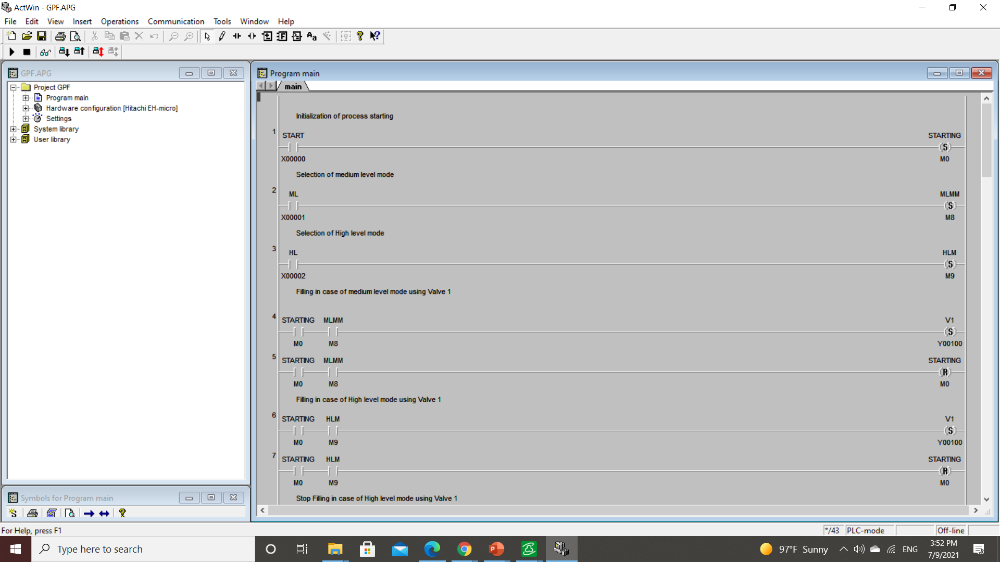 ActWin - GPF.APG
File Edit View Insert Operations Communication Tools Window Help
GPF.APG
Project GPF
Program main
Hardware configuration [Hitachi EH-micro]
Settings
System library
User library
Symbols for Program main
Program main
main
Initialization of process starting
1
START STARTING
S
X00000 M0
Selection of medium level mode
2
ML MLMM
S
X00001 M8
Selection of High level mode
3
HL HLM
S
X00002 M9
Filling in case of medium level mode using Valve 1
4
STARTING MLMM V1
S
M0 M8 Y00100
5
STARTING MLMM STARTING
R
M0 M8 M0
Filling in case of High level mode using Valve 1
6
STARTING HLM V1
S
M0 M9 Y00100
7
STARTING HLM STARTING
R
M0 M9 M0
Stop Filling in case of High level mode using Valve 1
For Help, press F1
*/43 PLC-mode Off-line
Type here to search
97°F Sunny
ENG
3:52 PM
7/9/2021